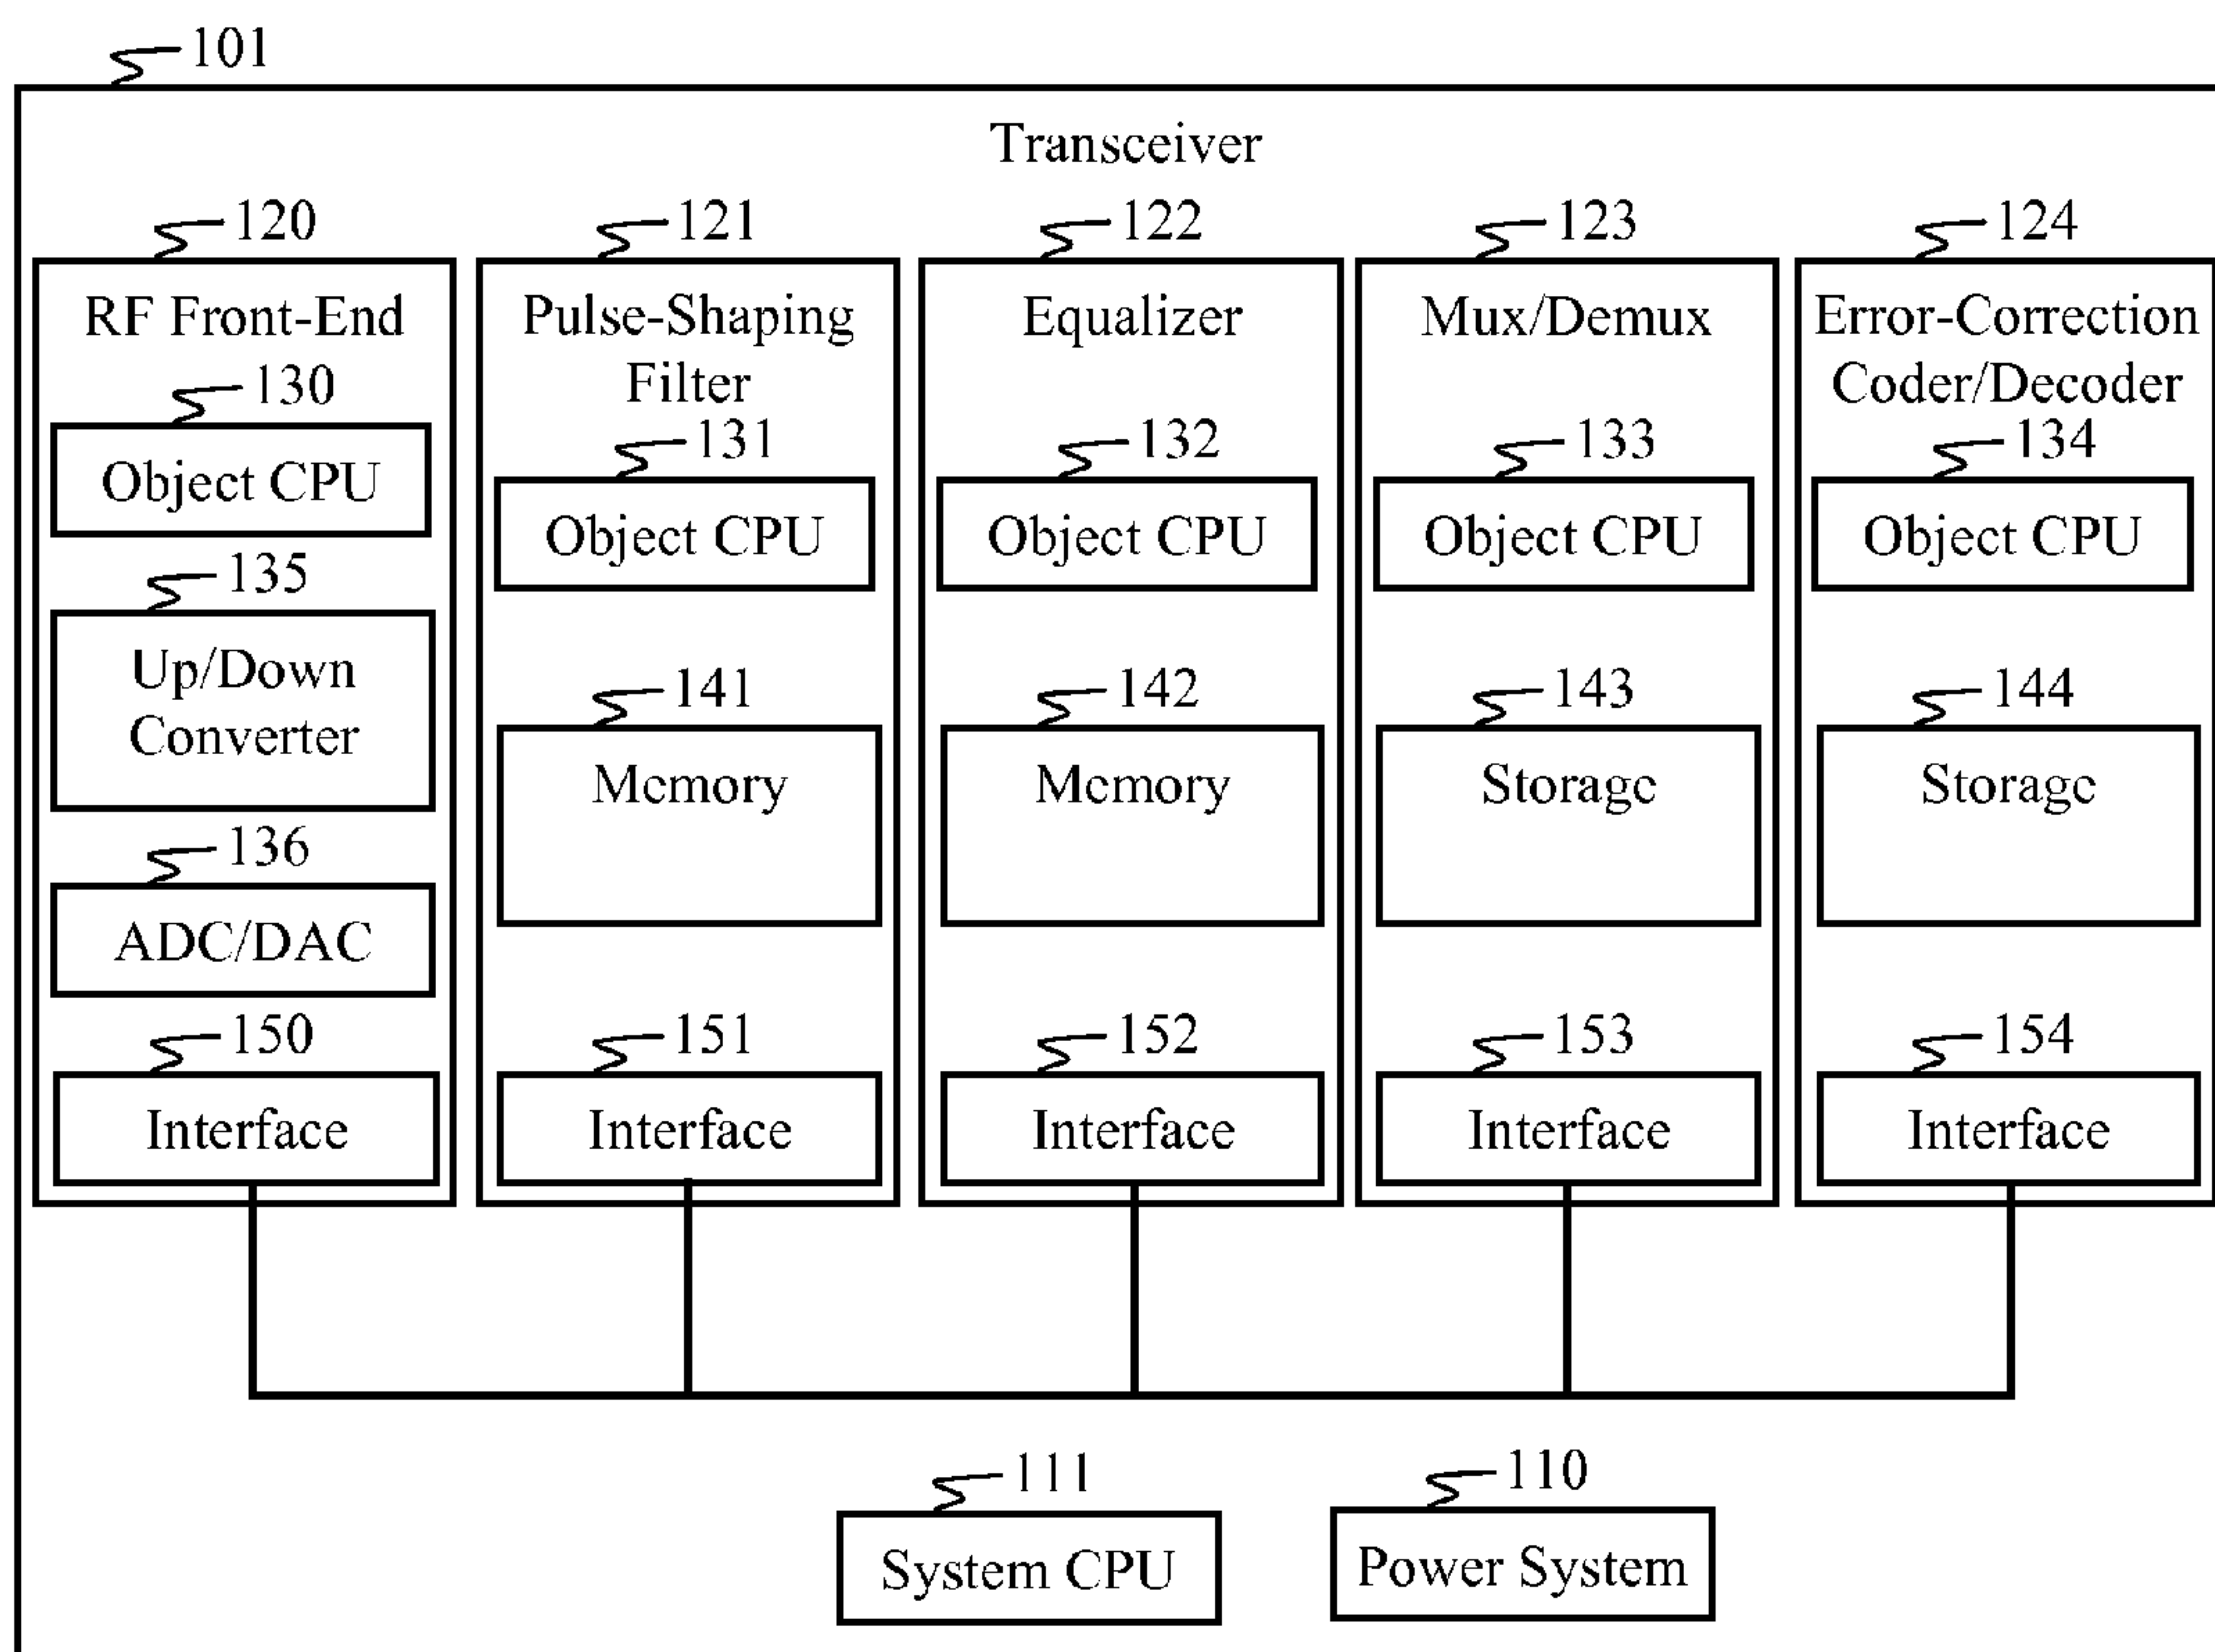 101
Transceiver
120
RF Front-End
130
Object CPU
135
Up/Down
Converter
136
ADC/DAC
150
Interface
121
Pulse-Shaping
Filter
131
Object CPU
141
Memory
151
Interface
122
Equalizer
132
Object CPU
142
Memory
152
Interface
123
Mux/Demux
133
Object CPU
143
Storage
153
Interface
124
Error-Correction
Coder/Decoder
134
Object CPU
144
Storage
154
Interface
111
System CPU
110
Power System